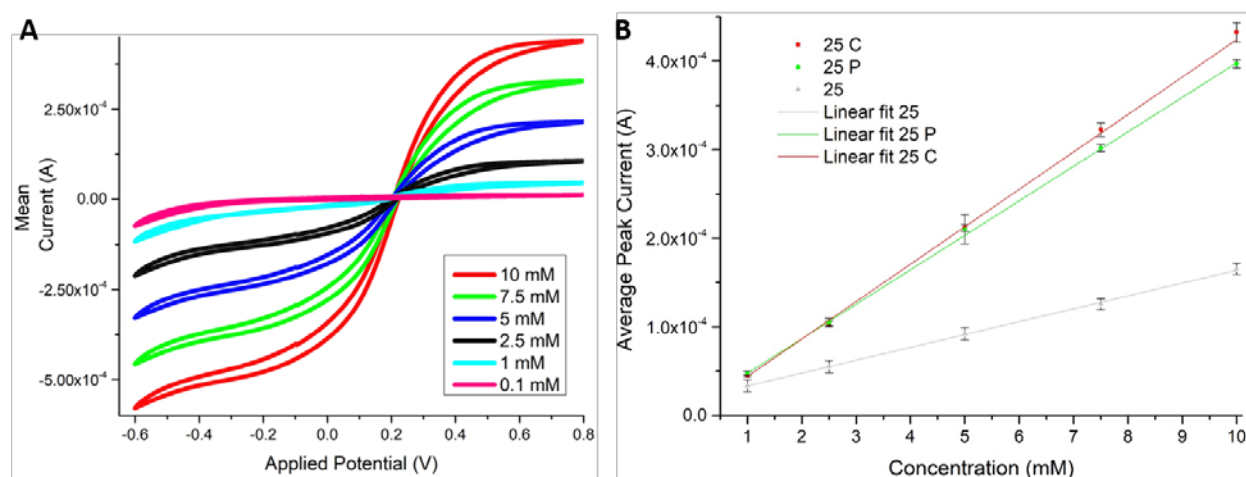 A
Mean
Current (A)
2.50x10⁻⁴
0.00
-2.50x10⁻⁴
-5.00x10⁻⁴
10 mM
7.5 mM
5 mM
2.5 mM
1 mM
0.1 mM
-0.6 -0.4 -0.2 0.0 0.2 0.4 0.6 0.8
Applied Potential (V)
B
Average Peak Current (A)
4.0x10⁻⁴
3.0x10⁻⁴
2.0x10⁻⁴
1.0x10⁻⁴
0.0
25 C
25 P
25
Linear fit 25
Linear fit 25 P
Linear fit 25 C
1 2 3 4 5 6 7 8 9 10
Concentration (mM)